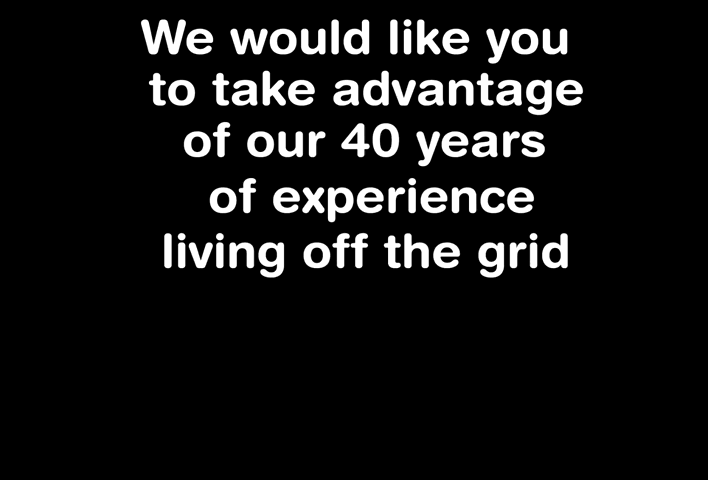 We would like you
to take advantage
of our 40 years
of experience
living off the grid